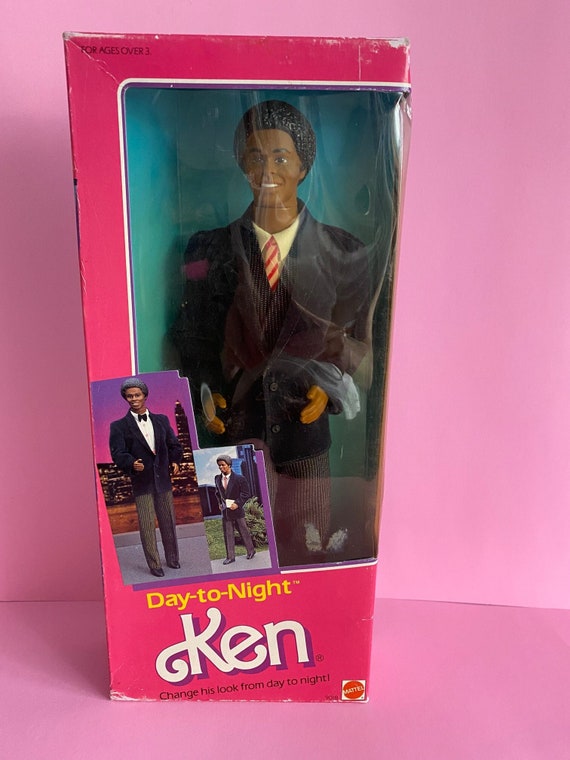 FOR AGES OVER 3.
Day-to-Night™
Ken®
Change his look from day to night!
MATTEL